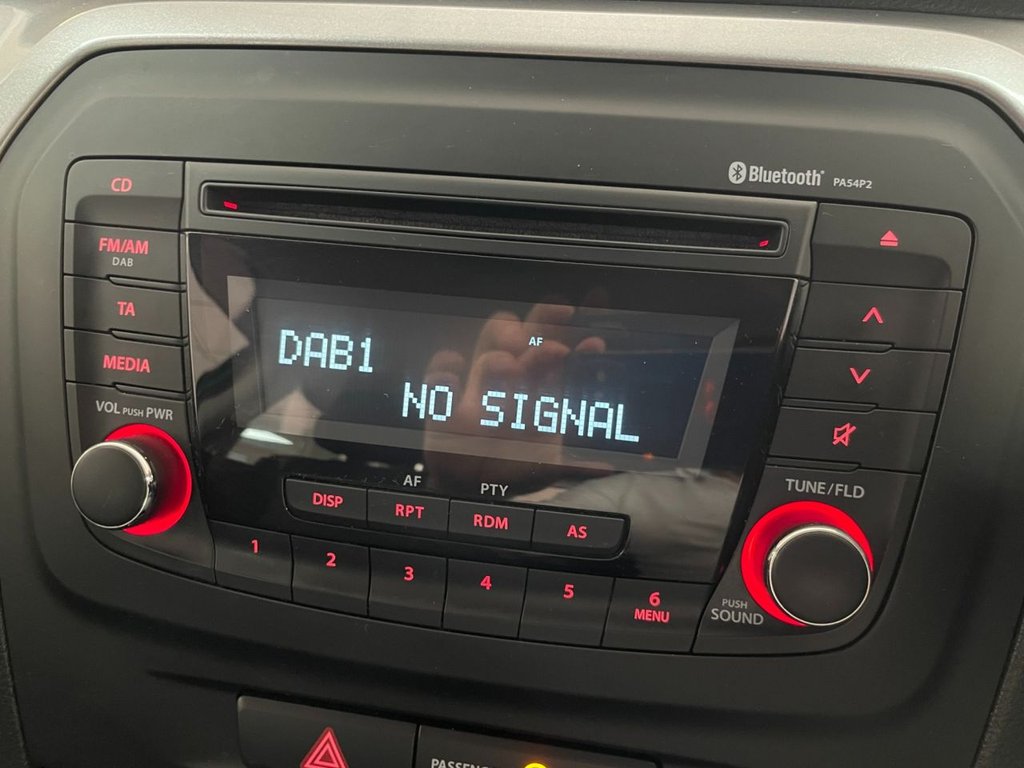 Bluetooth® PA54P2
CD
FM/AM
DAB
TA
MEDIA
VOL PUSH PWR
AF
DAB1
NO SIGNAL
AF
PTY
DISP
RPT
RDM
AS
1
2
3
4
5
6
MENU
TUNE/FLD
PUSH
SOUND